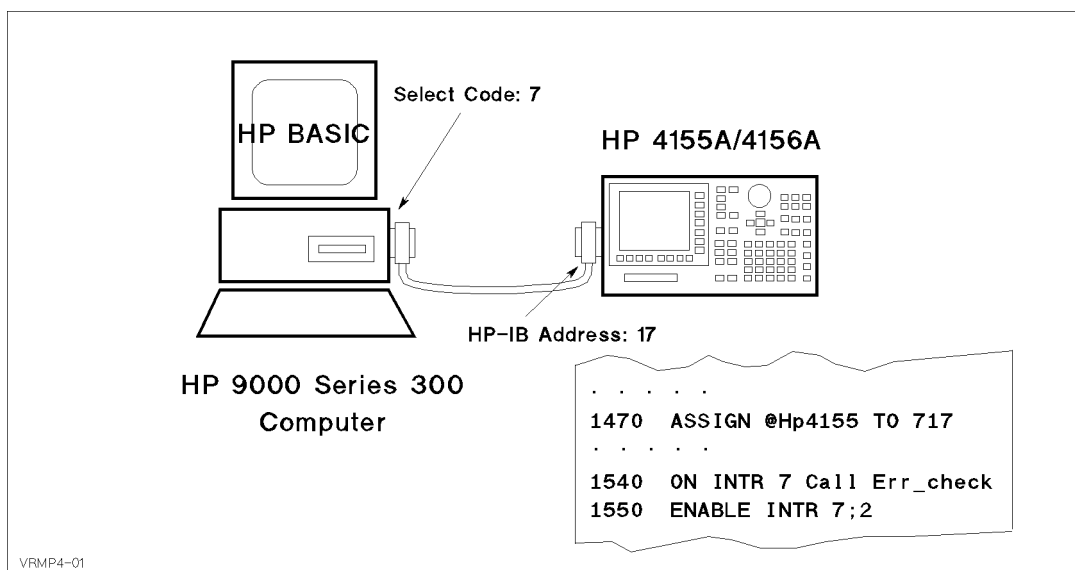 Select Code: 7
HP BASIC
HP 4155A/4156A
HP-IB Address: 17
HP 9000 Series 300
Computer
. . . . .
1470 ASSIGN @Hp4155 TO 717
. . . . .
1540 ON INTR 7 Call Err_check
1550 ENABLE INTR 7;2
VRMP4-01